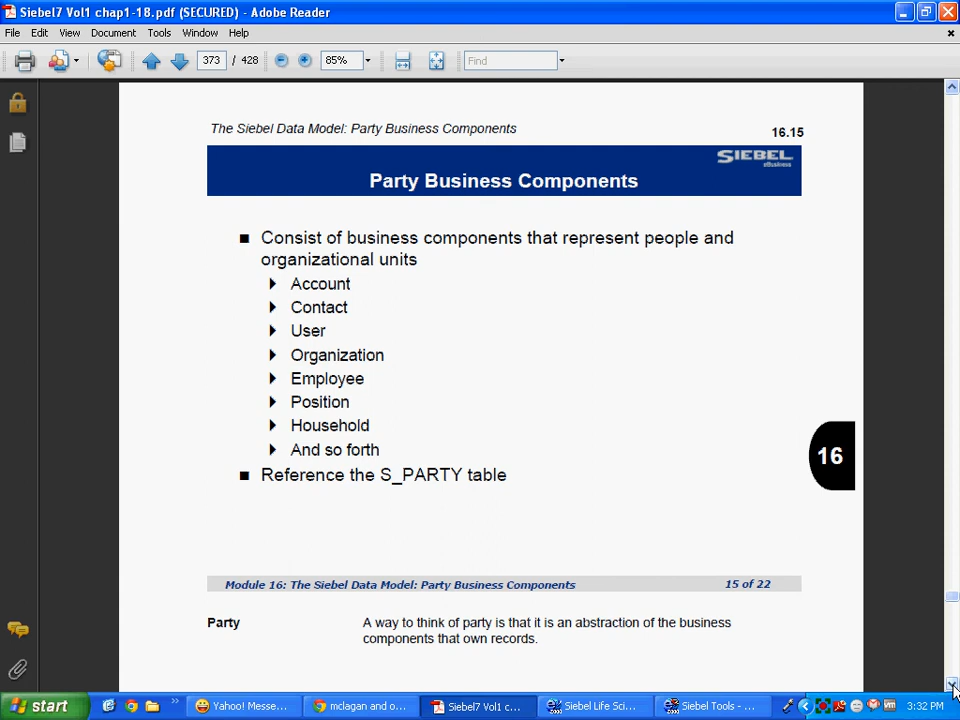 Siebel7 Vol1 chap1-18.pdf (SECURED) - Adobe Reader
File Edit View Document Tools Window Help
373 / 428 85% Find
The Siebel Data Model: Party Business Components 16.15
SIEBEL
eBusiness
Party Business Components
Consist of business components that represent people and
organizational units
Account
Contact
User
Organization
Employee
Position
Household
And so forth
Reference the S_PARTY table
16
Module 16: The Siebel Data Model: Party Business Components 15 of 22
Party A way to think of party is that it is an abstraction of the business
components that own records.
start Yahoo! Messe... mclagan and o... Siebel7 Vol1 c... Siebel Life Sci... Siebel Tools - ... 3:32 PM